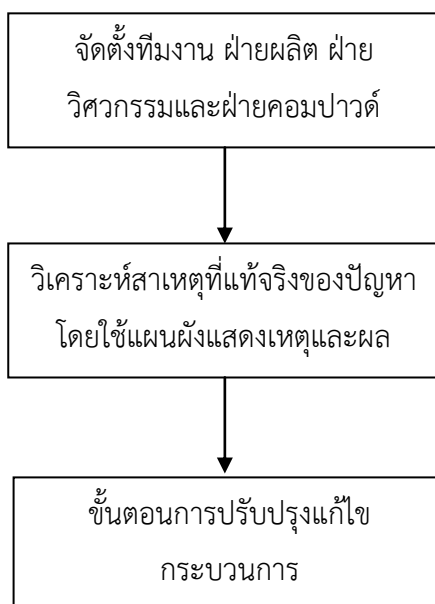 จัดตั้งทีมงาน ฝ่ายผลิต ฝ่าย
วิศวกรรมและฝ่ายคอมปาวด์
วิเคราะห์สาเหตุที่แท้จริงของปัญหา
โดยใช้แผนผังแสดงเหตุและผล
ขั้นตอนการปรับปรุงแก้ไข
กระบวนการ